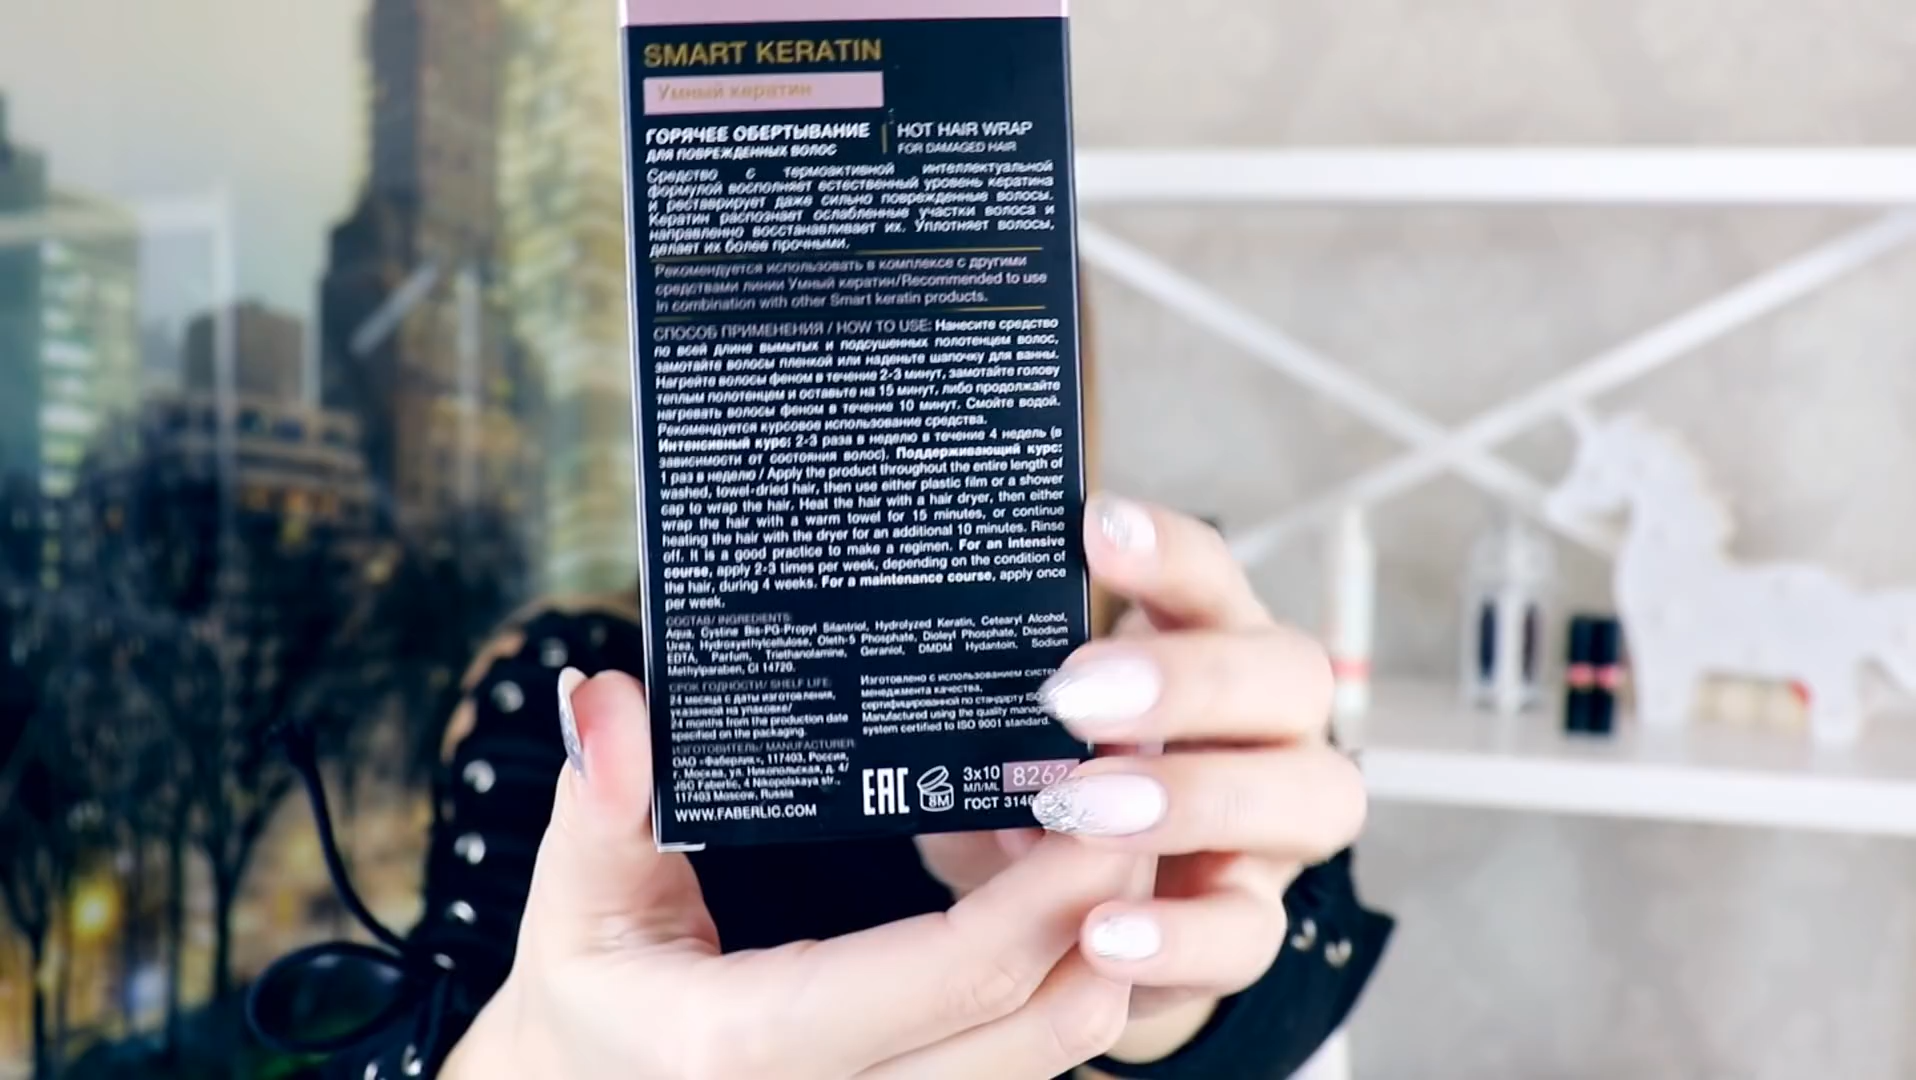 SMART KERATIN
Умный кератин
ГОРЯЧЕЕ ОБЕРТЫВАНИЕ
ДЛЯ ПОВРЕЖДЕННЫХ ВОЛОС
HOT HAIR WRAP
FOR DAMAGED HAIR
Средство с термоактивной интеллектуальной
формулой восполняет естественный уровень кератина
и реставрирует даже сильно поврежденные волосы.
Кератин распознает ослабленные участки волоса и
направленно восстанавливает их. Уплотняет волосы,
делает их более прочными.
Рекомендуется использовать в комплексе с другими
средствами линии Умный кератин/Recommended to use
in combination with other Smart keratin products.
СПОСОБ ПРИМЕНЕНИЯ / HOW TO USE: Нанесите средство
по всей длине вымытых и подсушенных полотенцем волос,
замотайте волосы пленкой или наденьте шапочку для ванны.
Нагрейте волосы феном в течение 2-3 минут, замотайте голову
теплым полотенцем и оставьте на 15 минут, либо продолжайте
нагревать волосы феном в течение 10 минут. Смойте водой.
Рекомендуется курсовое использование средства.
Интенсивный курс: 2-3 раза в неделю в течение 4 недель (в
зависимости от состояния волос). Поддерживающий курс:
1 раз в неделю / Apply the product throughout the entire length of
washed, towel-dried hair, then use either plastic film or a shower
cap to wrap the hair. Heat the hair with a hair dryer, then either
wrap the hair with a warm towel for 15 minutes, or continue
heating the hair with the dryer for an additional 10 minutes. Rinse
off. It is a good practice to make a regimen. For an intensive
course, apply 2-3 times per week, depending on the condition of
the hair, during 4 weeks. For a maintenance course, apply once
per week.
СОСТАВ/ INGREDIENTS:
Aqua, Cystine Bis-PG-Propyl Silantriol, Hydrolyzed Keratin, Cetearyl Alcohol,
Urea, Hydroxyethylcellulose, Oleth-5 Phosphate, Dioleyl Phosphate, Disodium
EDTA, Parfum, Triethanolamine, Geraniol, DMDM Hydantoin, Sodium
Methylparaben, CI 14720.
СРОК ГОДНОСТИ/ SHELF LIFE:
24 месяца с даты изготовления,
указанной на упаковке/
24 months from the production date
specified on the packaging.
ИЗГОТОВИТЕЛЬ/ MANUFACTURER:
ОАО «Фаберлик», 117403, Россия,
г. Москва, ул. Никопольская, д. 4/
JSC Faberlic, 4 Nikopolskaya str.,
117403 Moscow, Russia
WWW.FABERLIC.COM
Изготовлено с использованием
менеджмента качества,
сертифицированной по стандарту ISO
Manufactured using the quality
system certified to ISO 9001 standard.
EAC
8M
3x10
МЛ/ML
8262
ГОСТ